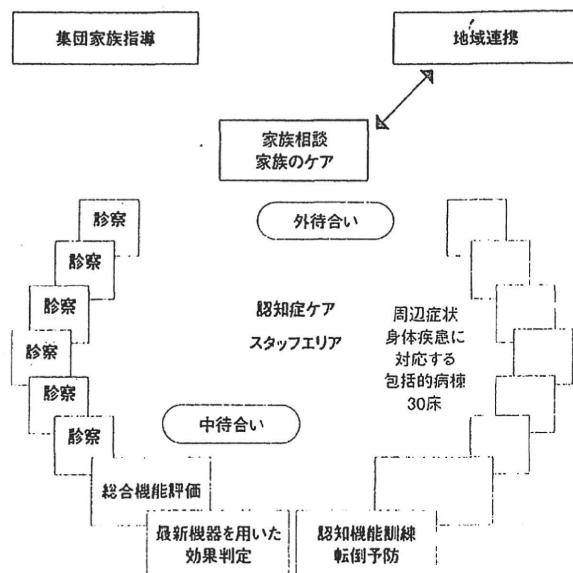 集団家族指導
地域連携
家族相談
家族のケア
診察
外待合い
診察
診察
認知症ケア
スタッフエリア
周辺症状
身体疾患に
対応する
包括的病棟
30床
診察
診察
診察
中待合い
総合機能評価
最新機器を用いた
効果判定
認知機能訓練
転倒予防